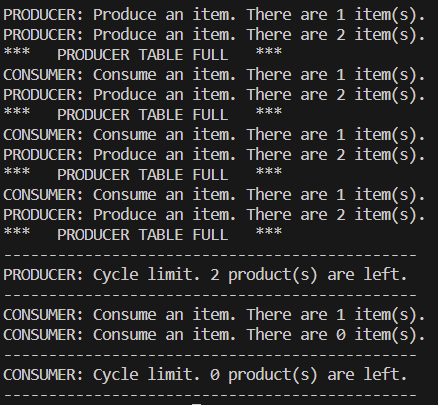 PRODUCER: Produce an item. There are 1 item(s).
PRODUCER: Produce an item. There are 2 item(s).
***   PRODUCER TABLE FULL   ***
CONSUMER: Consume an item. There are 1 item(s).
PRODUCER: Produce an item. There are 2 item(s).
***   PRODUCER TABLE FULL   ***
CONSUMER: Consume an item. There are 1 item(s).
PRODUCER: Produce an item. There are 2 item(s).
***   PRODUCER TABLE FULL   ***
CONSUMER: Consume an item. There are 1 item(s).
PRODUCER: Produce an item. There are 2 item(s).
***   PRODUCER TABLE FULL   ***
----------------------------------------------
PRODUCER: Cycle limit. 2 product(s) are left.
----------------------------------------------
CONSUMER: Consume an item. There are 1 item(s).
CONSUMER: Consume an item. There are 0 item(s).
----------------------------------------------
CONSUMER: Cycle limit. 0 product(s) are left.
----------------------------------------------